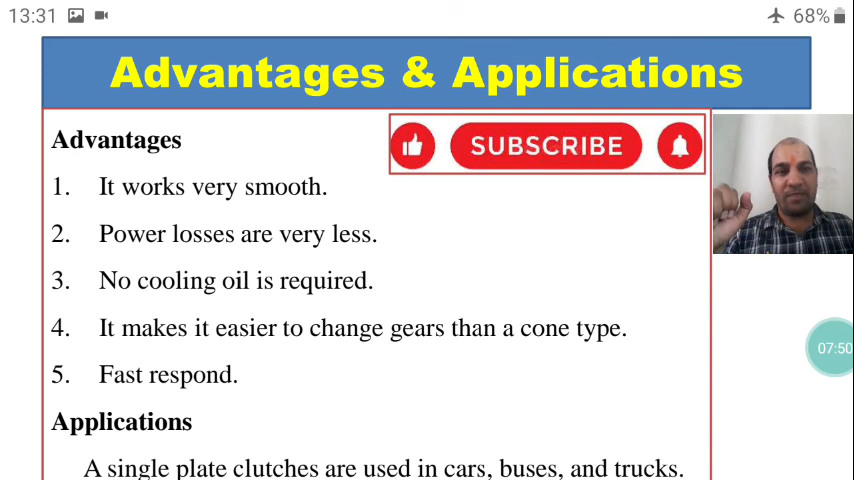 13:31
68%
Advantages & Applications
Advantages
SUBSCRIBE
1. It works very smooth.
2. Power losses are very less.
3. No cooling oil is required.
4. It makes it easier to change gears than a cone type.
5. Fast respond.
07:50
Applications
A single plate clutches are used in cars, buses, and trucks.